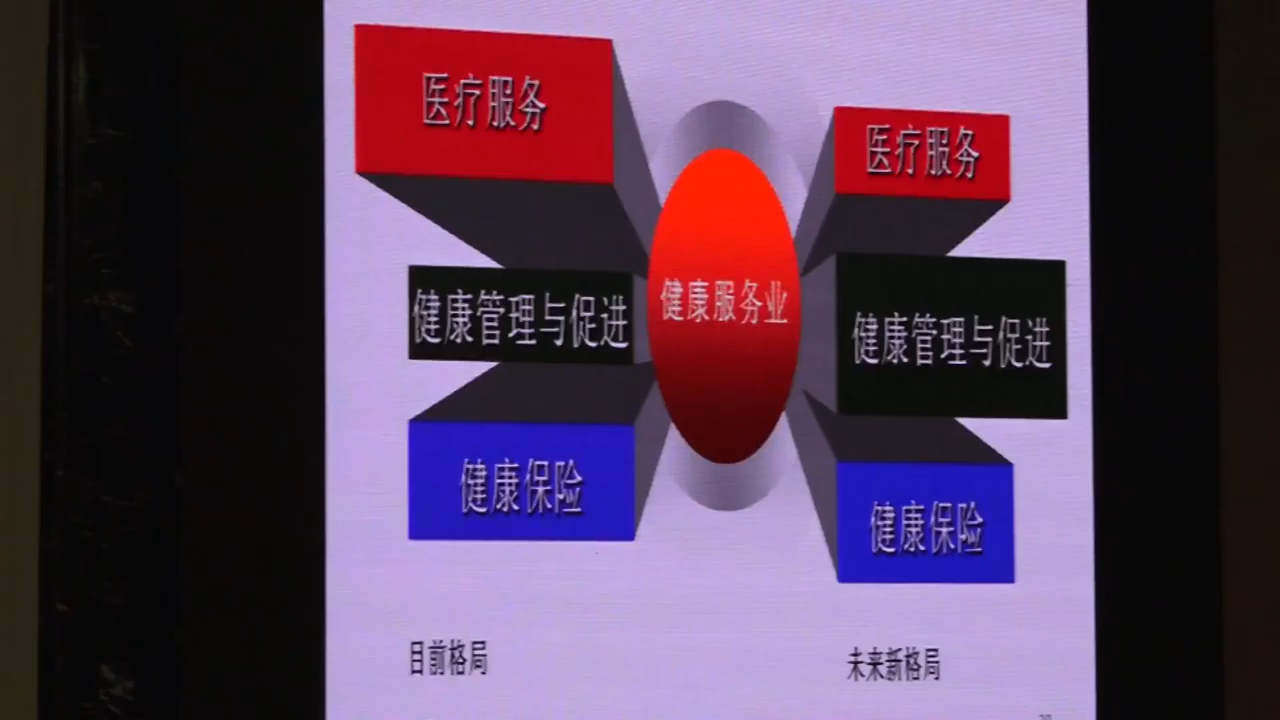 医疗服务
健康管理与促进
健康保险
健康服务业
医疗服务
健康管理与促进
健康保险
目前格局
未来新格局